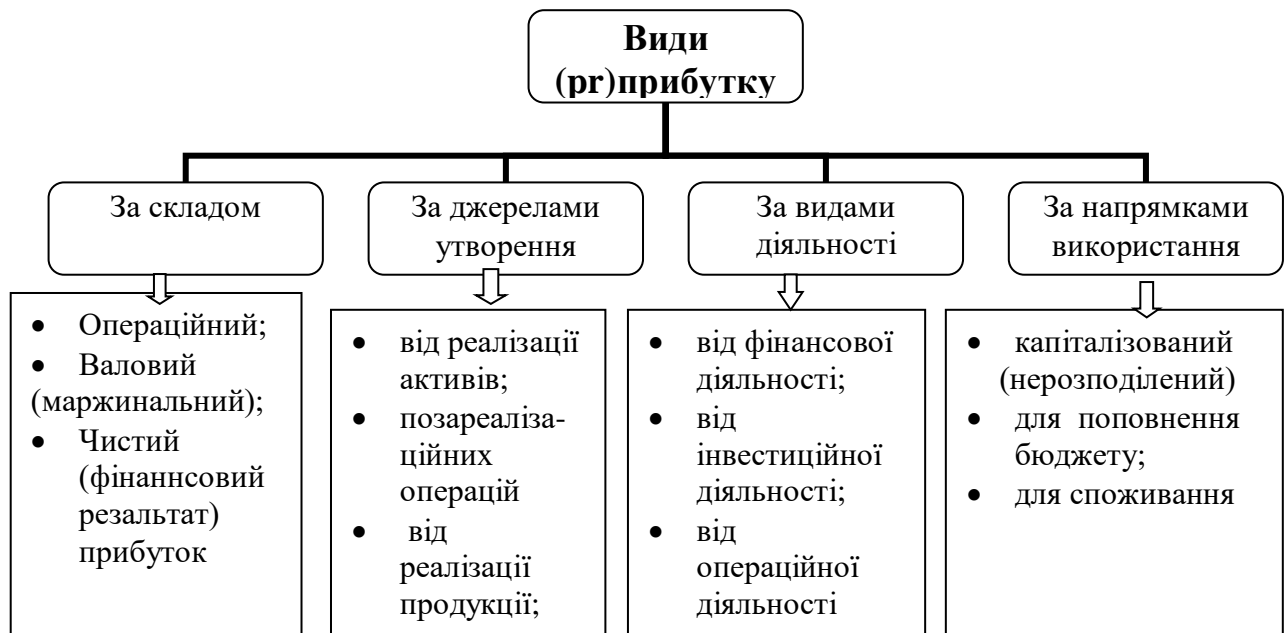 Види
(pr)прибутку
За складом
За джерелами
утворення
За видами
діяльності
За напрямками
використання
• Операційний;
• Валовий
(маржинальний);
• Чистий
(фінаннсовий
резальтат)
прибуток
• від реалізації
активів;
• позареаліза-
ційних
операцій
• від
реалізації
продукції;
• від фінансової
діяльності;
• від
інвестиційної
діяльності;
• від
операційної
діяльності
• капіталізований
(нерозподілений)
• для поповнення
бюджету;
• для споживання